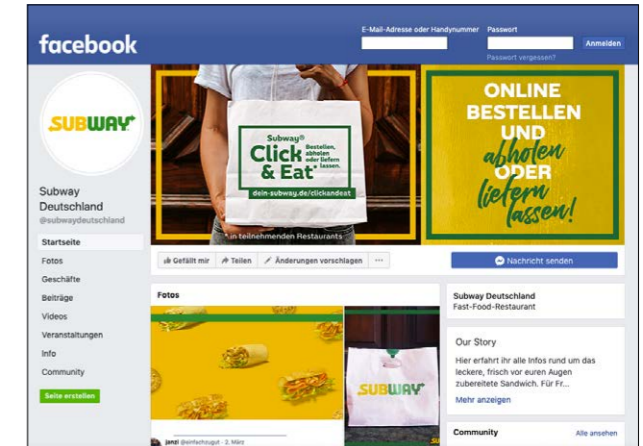 facebook
E-Mail-Adresse oder Handynummer
Passwort
Anmelden
Passwort vergessen?
SUBWAY
Subway
Deutschland
@subwaydeutschland
Startseite
Fotos
Geschäfte
Beiträge
Videos
Veranstaltungen
Info
Community
Seite erstellen
Subway®
Click
& Eat*
Bestellen,
abholen
oder liefern
lassen.
dein-subway.de/clickandeat
*in teilnehmenden Restaurants
ONLINE
BESTELLEN
UND
abholen
ODER
liefern
lassen!
Gefällt mir
Teilen
Änderungen vorschlagen
Nachricht senden
Fotos
SUBWAY
janzi @einfachzugut - 2. März
Subway Deutschland
Fast-Food-Restaurant
Our Story
Hier erfahrt ihr alle Infos rund um das
leckere, frisch vor euren Augen
zubereitete Sandwich. Für Fr...
Mehr anzeigen
Community
Alle ansehen